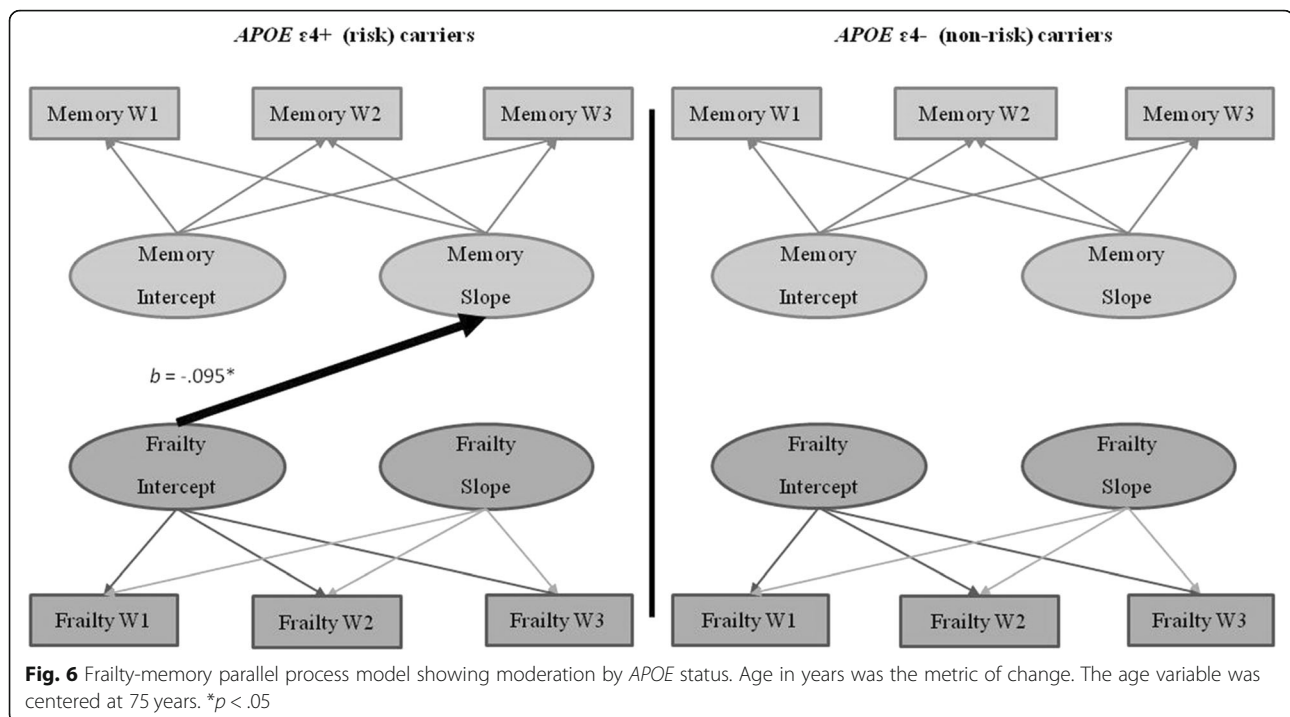 APOE ε4+ (risk) carriers
APOE ε4- (non-risk) carriers
Memory W1
Memory W2
Memory W3
Memory W1
Memory W2
Memory W3
Memory
Intercept
Memory
Slope
Memory
Intercept
Memory
Slope
b = -.095*
Frailty
Intercept
Frailty
Slope
Frailty
Intercept
Frailty
Slope
Frailty W1
Frailty W2
Frailty W3
Frailty W1
Frailty W2
Frailty W3
Fig. 6 Frailty-memory parallel process model showing moderation by APOE status. Age in years was the metric of change. The age variable was
centered at 75 years. *p < .05